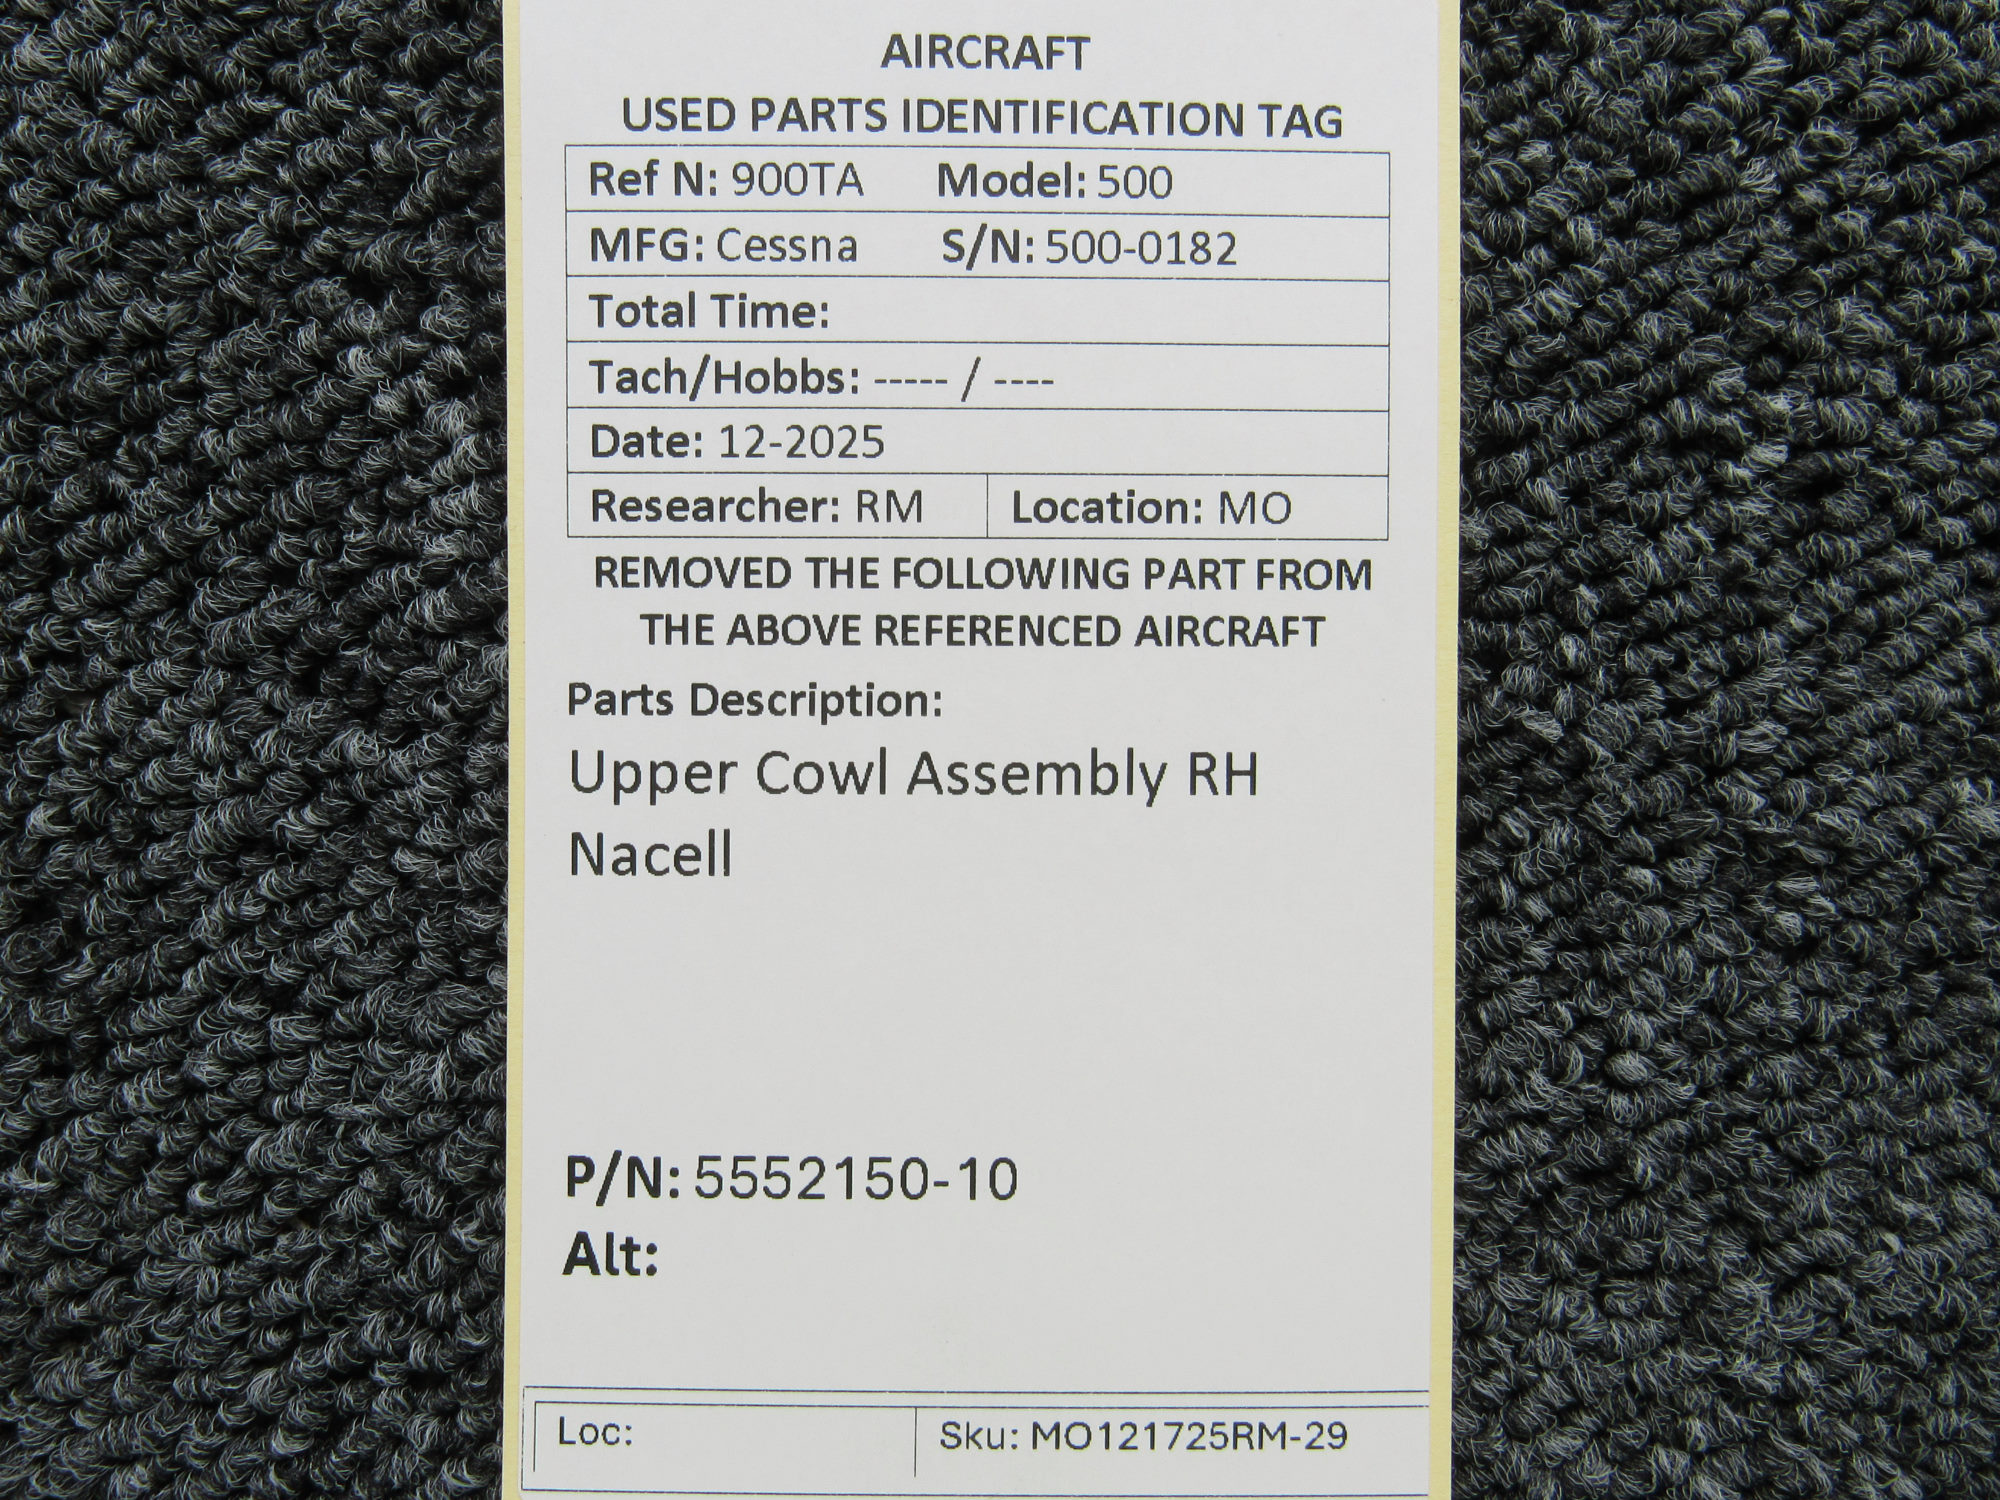 AIRCRAFT
USED PARTS IDENTIFICATION TAG
Ref N: 900TA Model: 500
MFG: Cessna S/N: 500-0182
Total Time:
Tach/Hobbs: ----- / ----
Date: 12-2025
Researcher: RM Location: MO
REMOVED THE FOLLOWING PART FROM
THE ABOVE REFERENCED AIRCRAFT
Parts Description:
Upper Cowl Assembly RH
Nacell
P/N: 5552150-10
Alt:
Loc: Sku: MO121725RM-29